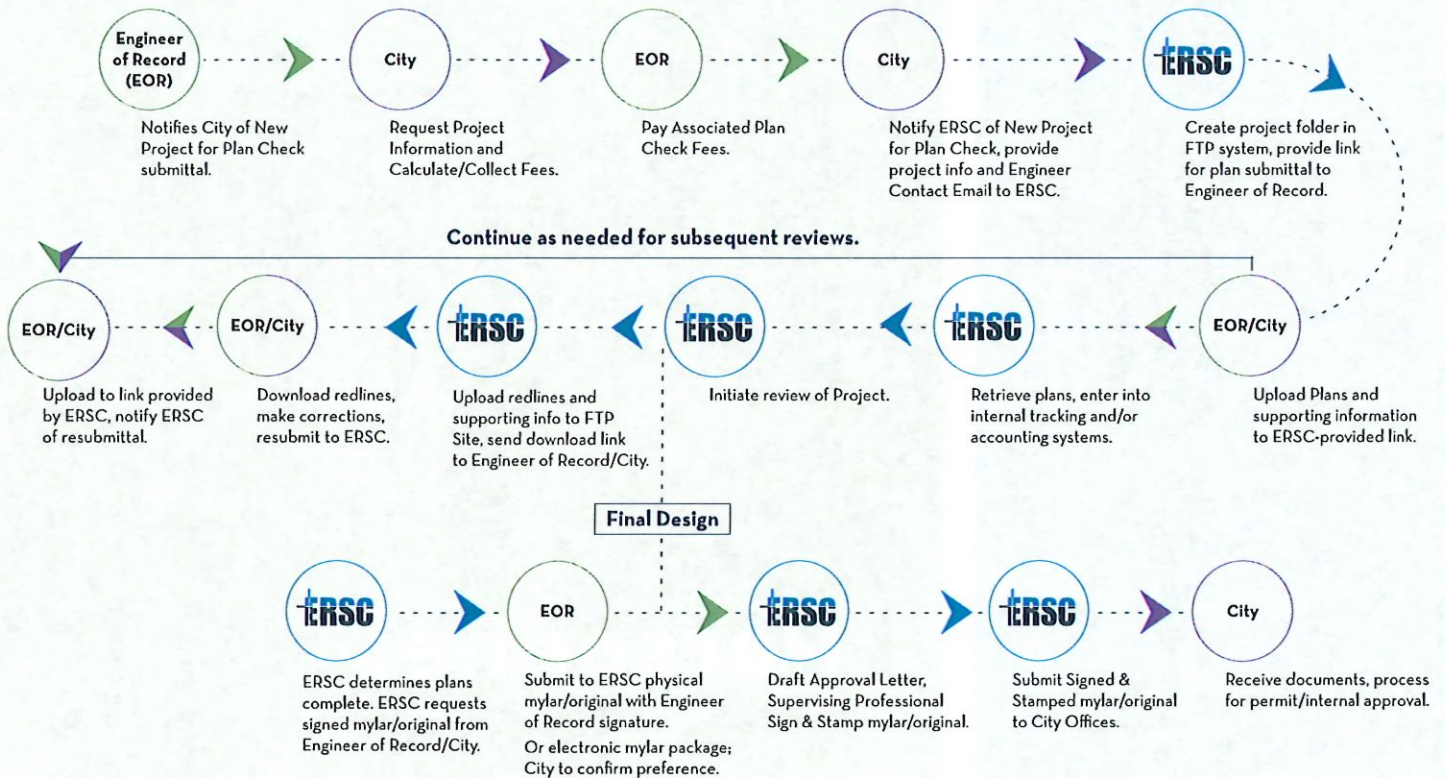 Engineer
of Record
(EOR)
City
EOR
City
ERSC
Notifies City of New
Project for Plan Check
submittal.
Request Project
Information and
Calculate/Collect Fees.
Pay Associated Plan
Check Fees.
Notify ERSC of New Project
for Plan Check, provide
project info and Engineer
Contact Email to ERSC.
Create project folder in
FTP system, provide link
for plan submittal to
Engineer of Record.
Continue as needed for subsequent reviews.
EOR/City
EOR/City
ERSC
ERSC
ERSC
EOR/City
Upload to link provided
by ERSC, notify ERSC
of resubmittal.
Download redlines,
make corrections,
resubmit to ERSC.
Upload redlines and
supporting info to FTP
Site, send download link
to Engineer of Record/City.
Initiate review of Project.
Retrieve plans, enter into
internal tracking and/or
accounting systems.
Upload Plans and
supporting information
to ERSC-provided link.
Final Design
ERSC
EOR
ERSC
ERSC
City
ERSC determines plans
complete. ERSC requests
signed mylar/original from
Engineer of Record/City.
Submit to ERSC physical
mylar/original with Engineer
of Record signature.
Or electronic mylar package;
City to confirm preference.
Draft Approval Letter,
Supervising Professional
Sign & Stamp mylar/original.
Submit Signed &
Stamped mylar/original
to City Offices.
Receive documents, process
for permit/internal approval.